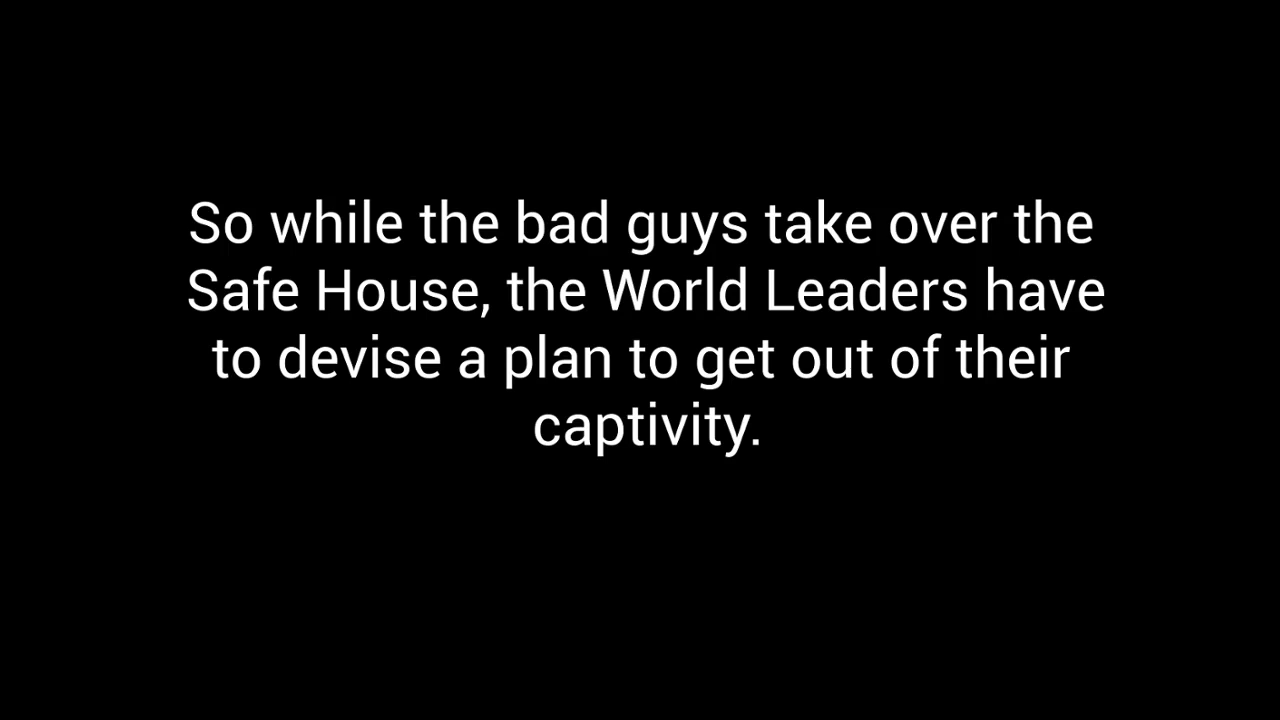 So while the bad guys take over the
Safe House, the World Leaders have
to devise a plan to get out of their
captivity.